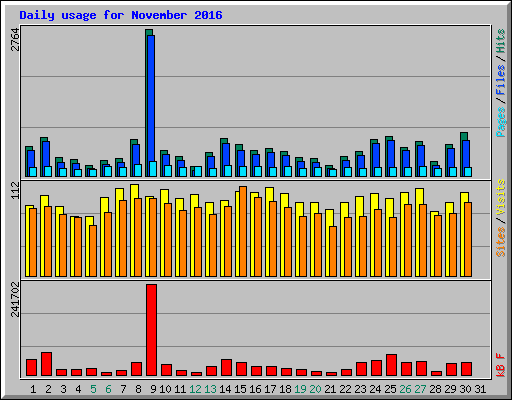 Daily usage for November 2016
2764
112
241702
Pages / Files / Hits
Sites / Visits
kB F
1 2 3 4 5 6 7 8 9 10 11 12 13 14 15 16 17 18 19 20 21 22 23 24 25 26 27 28 29 30 31